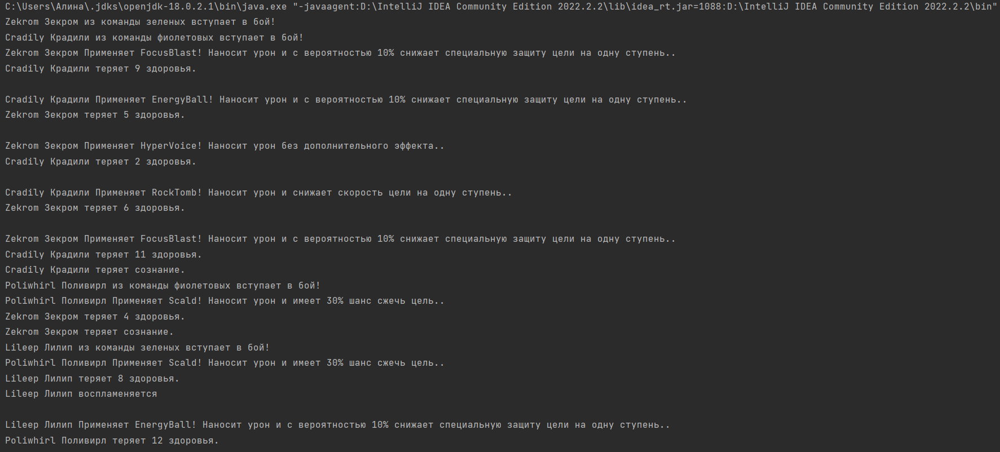 C:\Users\Алина\.jdks\openjdk-18.0.2.1\bin\java.exe "-javaagent:D:\IntelliJ IDEA Community Edition 2022.2.2\lib\idea_rt.jar=1088:D:\IntelliJ IDEA Community Edition 2022.2.2\bin"
Zekrom Зекром из команды зеленых вступает в бой!
Cradily Крадили из команды фиолетовых вступает в бой!
Zekrom Зекром Применяет FocusBlast! Наносит урон и с вероятностью 10% снижает специальную защиту цели на одну ступень..
Cradily Крадили теряет 9 здоровья.
Cradily Крадили Применяет EnergyBall! Наносит урон и с вероятностью 10% снижает специальную защиту цели на одну ступень..
Zekrom Зекром теряет 5 здоровья.
Zekrom Зекром Применяет HyperVoice! Наносит урон без дополнительного эффекта..
Cradily Крадили теряет 2 здоровья.
Cradily Крадили Применяет RockTomb! Наносит урон и снижает скорость цели на одну ступень..
Zekrom Зекром теряет 6 здоровья.
Zekrom Зекром Применяет FocusBlast! Наносит урон и с вероятностью 10% снижает специальную защиту цели на одну ступень..
Cradily Крадили теряет 11 здоровья.
Cradily Крадили теряет сознание.
Poliwhirl Поливирл из команды фиолетовых вступает в бой!
Poliwhirl Поливирл Применяет Scald! Наносит урон и имеет 30% шанс сжечь цель..
Zekrom Зекром теряет 4 здоровья.
Zekrom Зекром теряет сознание.
Lileep Лилип из команды зеленых вступает в бой!
Poliwhirl Поливирл Применяет Scald! Наносит урон и имеет 30% шанс сжечь цель..
Lileep Лилип теряет 8 здоровья.
Lileep Лилип воспламеняется
Lileep Лилип Применяет EnergyBall! Наносит урон и с вероятностью 10% снижает специальную защиту цели на одну ступень..
Poliwhirl Поливирл теряет 12 здоровья.